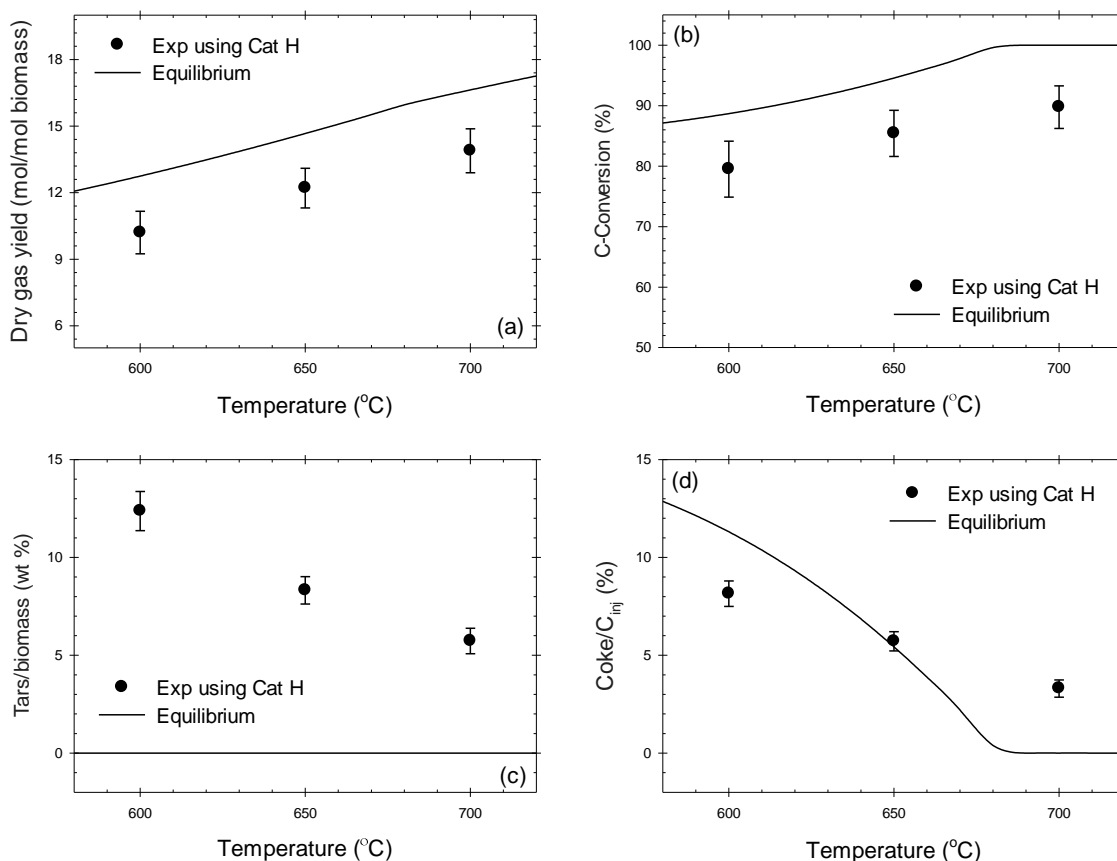 Dry gas yield (mol/mol biomass)
18
15
12
9
6
Exp using Cat H
Equilibrium
(a)
600 650 700
Temperature (°C)
C-Conversion (%)
100
90
80
70
60
50
(b)
Exp using Cat H
Equilibrium
600 650 700
Temperature (°C)
Tars/biomass (wt %)
15
10
5
0
Exp using Cat H
Equilibrium
(c)
600 650 700
Temperature (°C)
Coke/C_inj (%)
15
10
5
0
(d)
Exp using Cat H
Equilibrium
600 650 700
Temperature (°C)